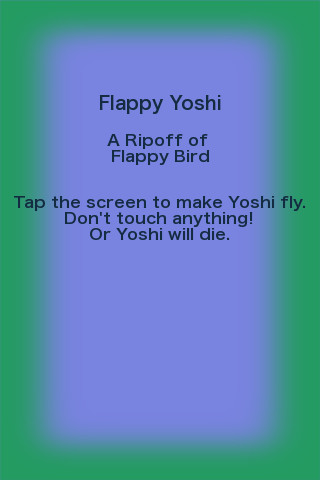 Flappy Yoshi
A Ripoff of
Flappy Bird
Tap the screen to make Yoshi fly.
Don't touch anything!
Or Yoshi will die.